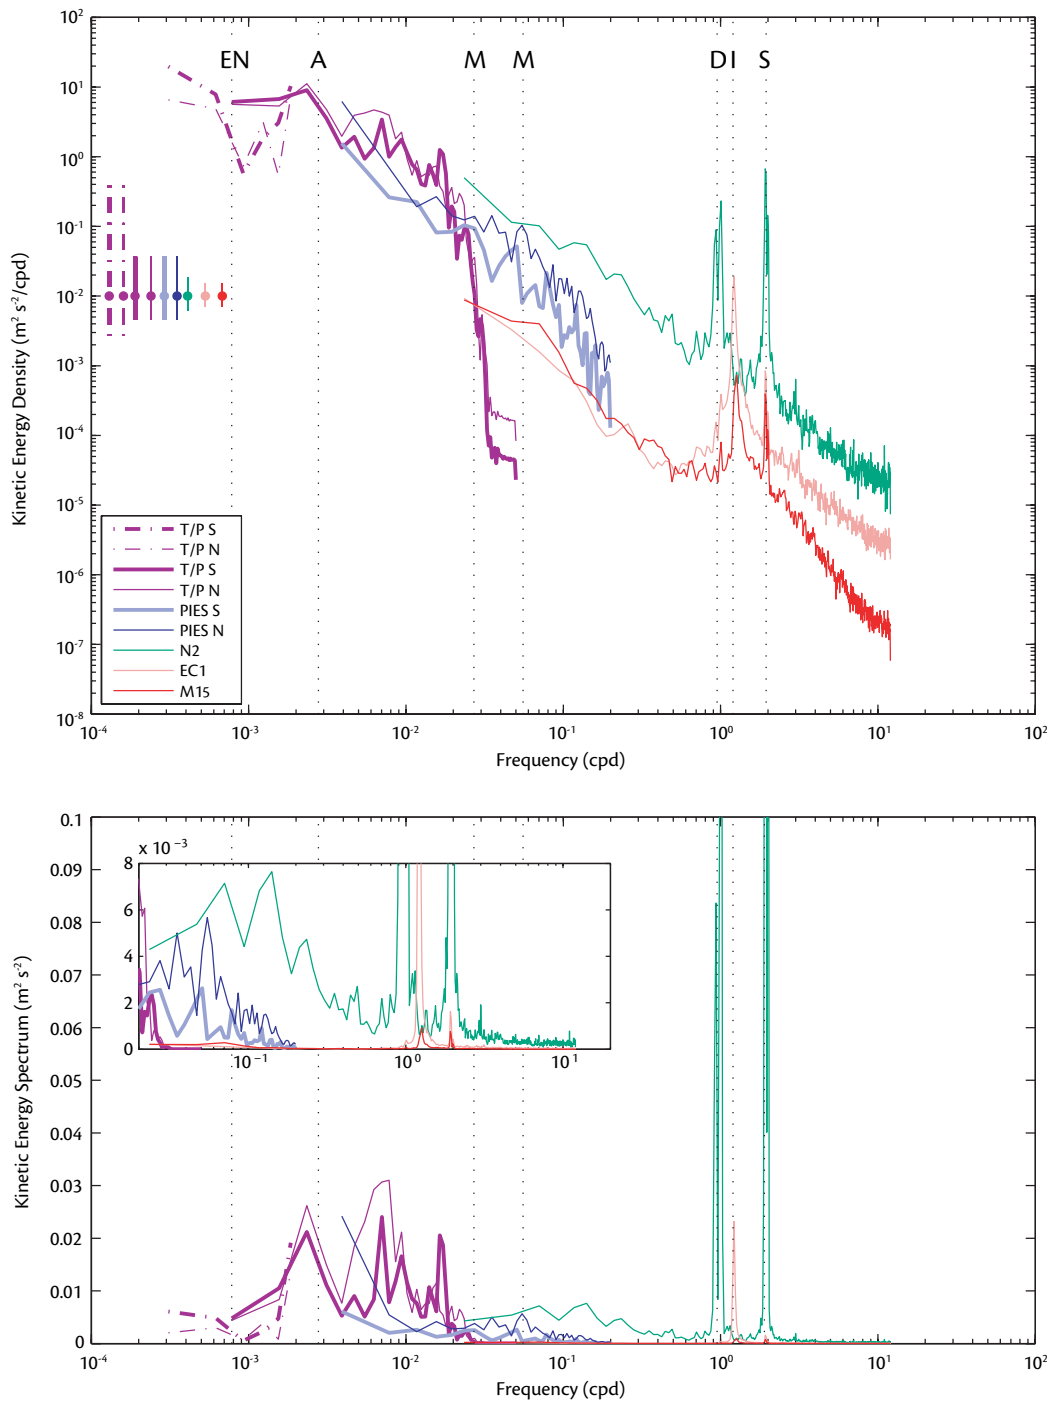 EN A M M D I S
10²
10¹
10⁰
10⁻¹
10⁻²
10⁻³
10⁻⁴
10⁻⁵
10⁻⁶
10⁻⁷
10⁻⁸
Kinetic Energy Density (m² s⁻²/cpd)
T/P S
T/P N
T/P S
T/P N
PIES S
PIES N
N2
EC1
M15
10⁻⁴ 10⁻³ 10⁻² 10⁻¹ 10⁰ 10¹ 10²
Frequency (cpd)
0.1
0.09
0.08
0.07
0.06
0.05
0.04
0.03
0.02
0.01
0
Kinetic Energy Spectrum (m² s⁻²)
x 10⁻³
8
6
4
2
0
10⁻¹ 10⁰ 10¹
10⁻⁴ 10⁻³ 10⁻² 10⁻¹ 10⁰ 10¹ 10²
Frequency (cpd)